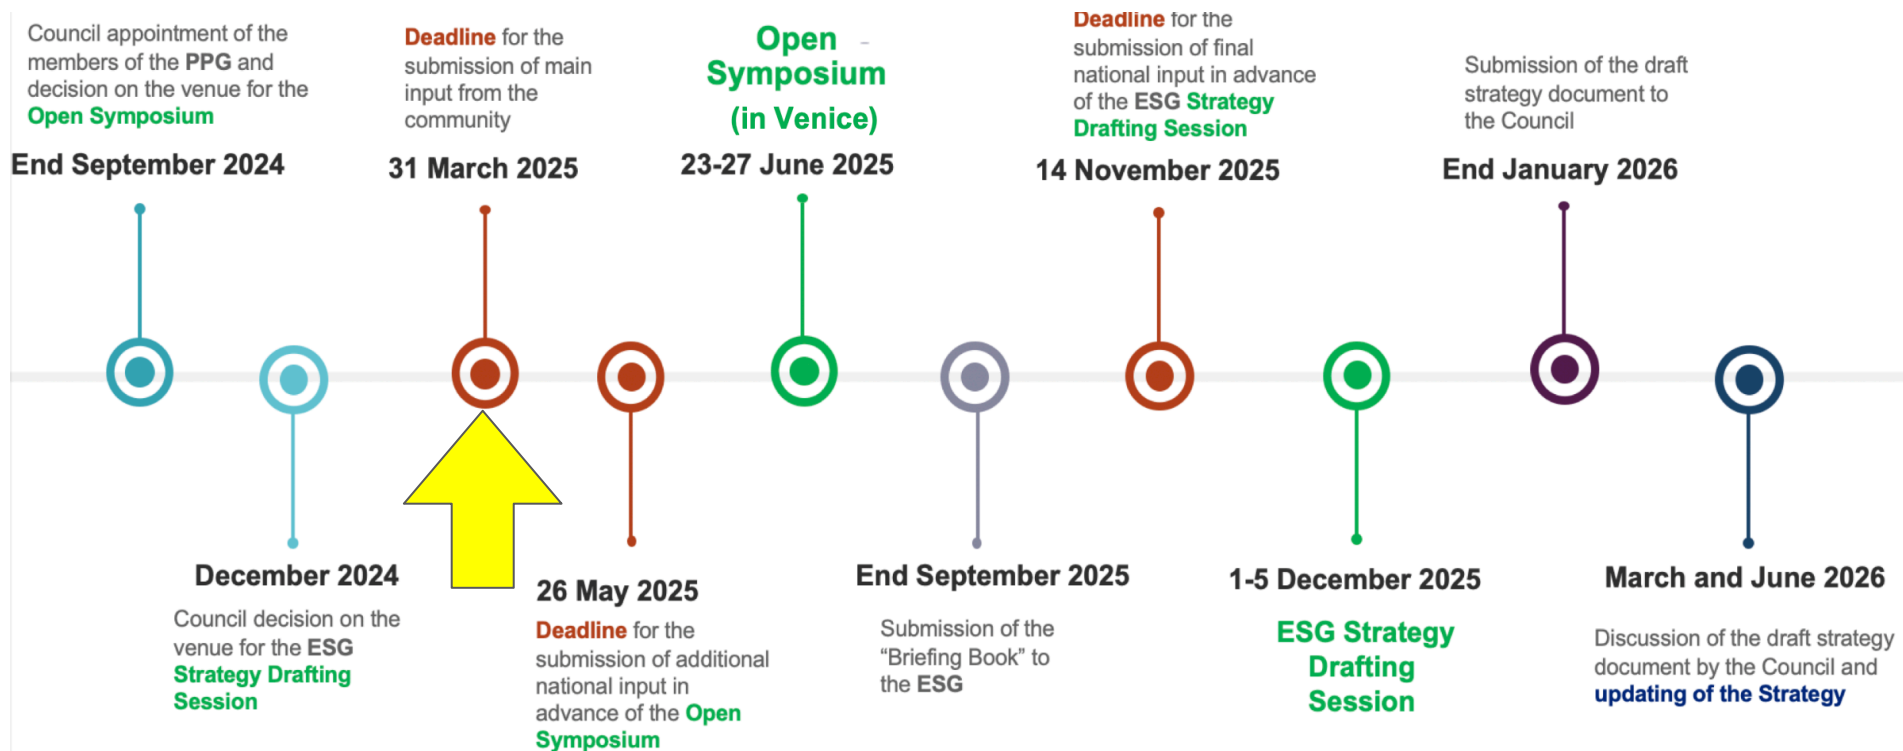 Council appointment of the
members of the PPG and
decision on the venue for the
Open Symposium
End September 2024
Deadline for the
submission of main
input from the
community
31 March 2025
Open
Symposium
(in Venice)
23-27 June 2025
Deadline for the
submission of final
national input in advance
of the ESG Strategy
Drafting Session
14 November 2025
Submission of the draft
strategy document to
the Council
End January 2026
December 2024
Council decision on the
venue for the ESG
Strategy Drafting
Session
26 May 2025
Deadline for the
submission of additional
national input in
advance of the Open
Symposium
End September 2025
Submission of the
“Briefing Book” to
the ESG
1-5 December 2025
ESG Strategy
Drafting
Session
March and June 2026
Discussion of the draft strategy
document by the Council and
updating of the Strategy